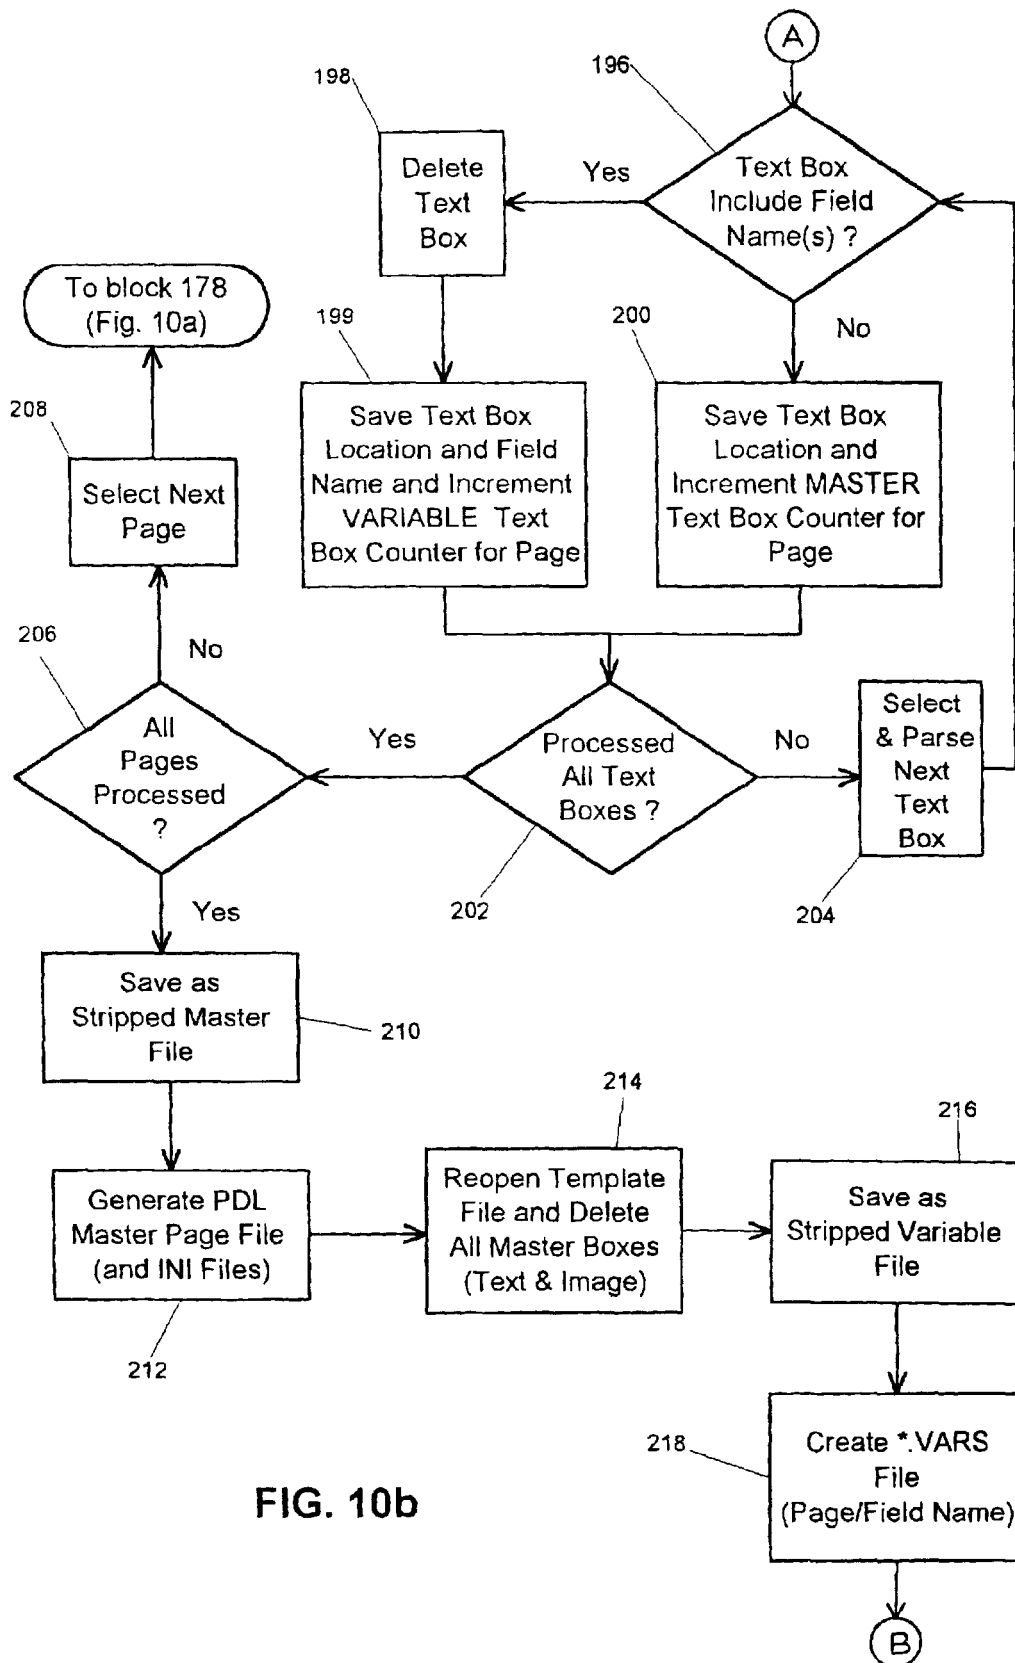 A
196
Text Box
Include Field
Name(s) ?
Yes
No
198
Delete
Text
Box
To block 178
(Fig. 10a)
199
Save Text Box
Location and Field
Name and Increment
VARIABLE Text
Box Counter for Page
200
Save Text Box
Location and
Increment MASTER
Text Box Counter for
Page
208
Select Next
Page
206
No
All
Pages
Processed
?
Yes
Yes
Processed
All Text
Boxes ?
202
No
Select
& Parse
Next
Text
Box
204
Save as
Stripped Master
File
210
Generate PDL
Master Page File
(and INI Files)
212
214
Reopen Template
File and Delete
All Master Boxes
(Text & Image)
216
Save as
Stripped Variable
File
218
Create *.VARS
File
(Page/Field Name)
B
FIG. 10b